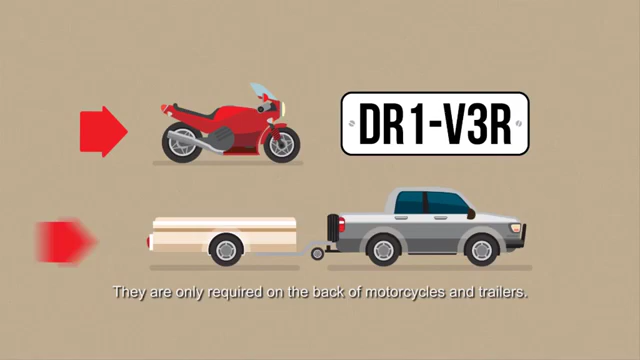 DR1-V3R
They are only required on the back of motorcycles and trailers.